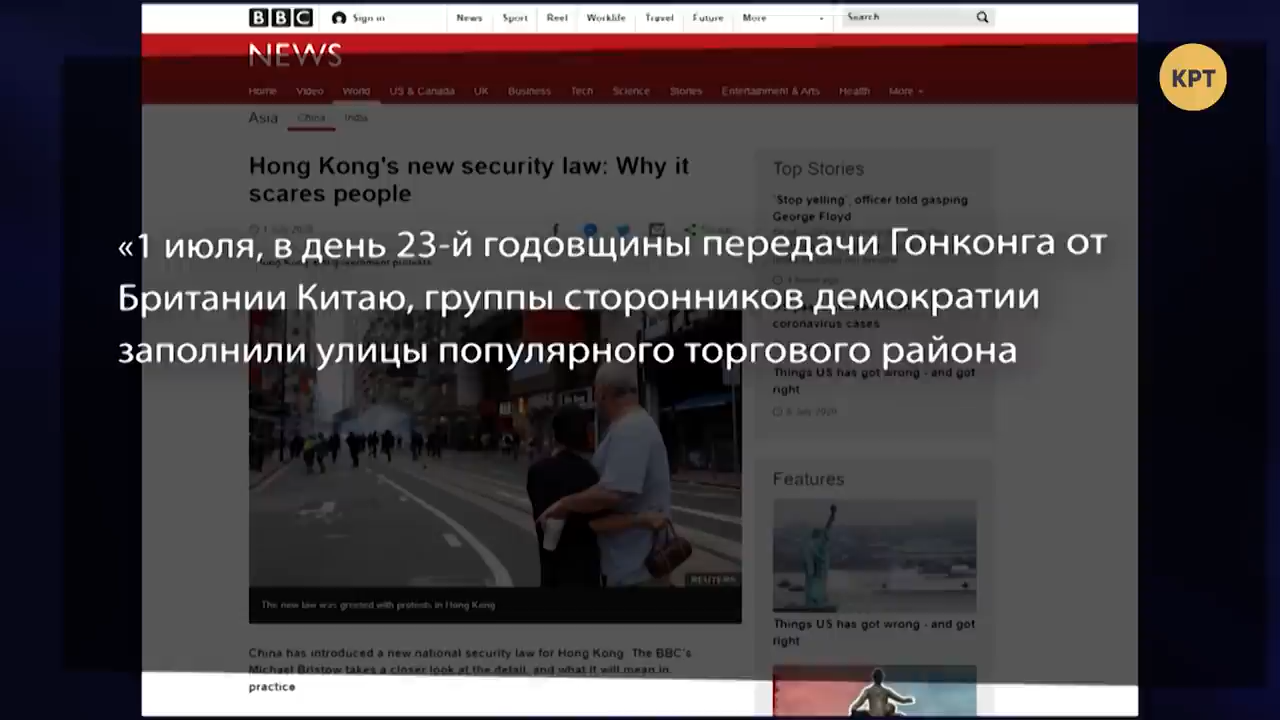 BBC Sign in News Sport Reel Worklife Travel Future More Search
NEWS
КРТ
Home Video World US & Canada UK Business Tech Science Stories Entertainment & Arts Health More
Asia China India
Hong Kong's new security law: Why it
scares people
Top Stories
'Stop yelling', officer told gasping
George Floyd
«1 июля, в день 23-й годовщины передачи Гонконга от
Британии Китаю, группы сторонников демократии
заполнили улицы популярного торгового района
coronavirus cases
Things US has got wrong - and got
right
Features
REUTERS
The new law was greeted with protests in Hong Kong
Things US has got wrong - and got
right
China has introduced a new national security law for Hong Kong. The BBC's
Michael Bristow takes a closer look at the detail, and what it will mean in
practice